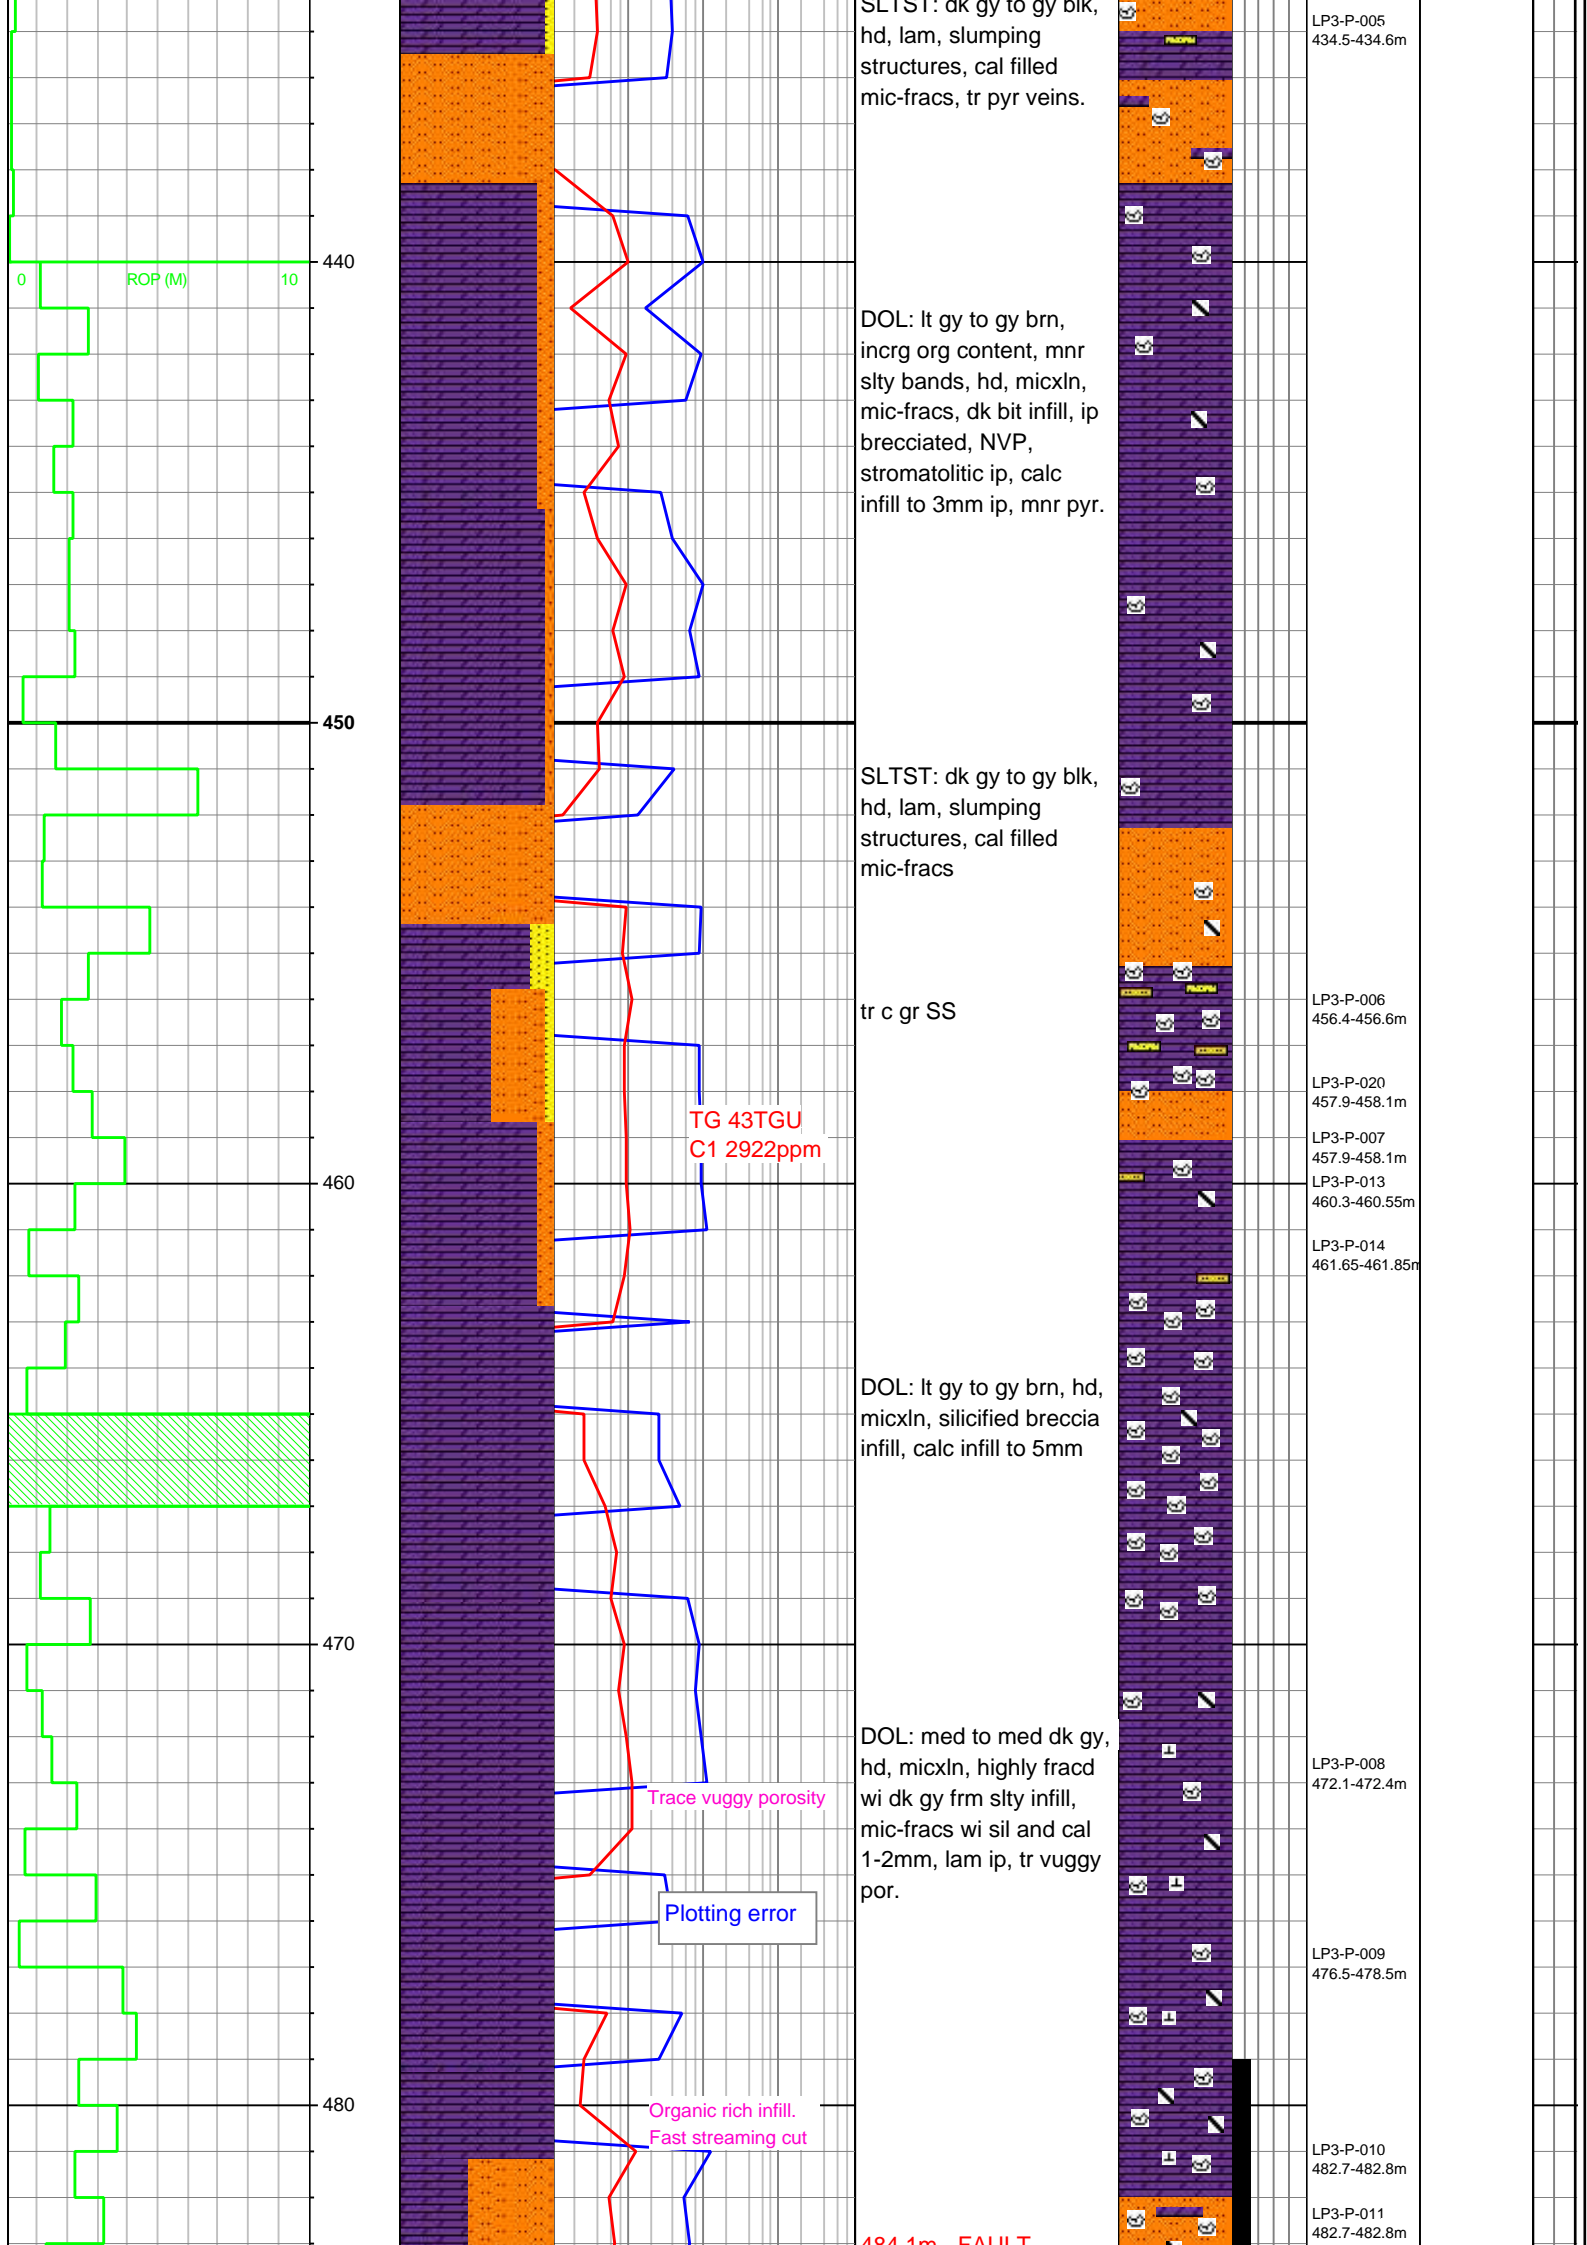 SLTST: dk gy to gy blk,
hd, lam, slumping
structures, cal filled
mic-fracs, tr pyr veins.
LP3-P-005
434.5-434.6m
440
0 ROP (M) 10
DOL: lt gy to gy brn,
incrg org content, mnr
slty bands, hd, micxln,
mic-fracs, dk bit infill, ip
brecciated, NVP,
stromatolitic ip, calc
infill to 3mm ip, mnr pyr.
450
SLTST: dk gy to gy blk,
hd, lam, slumping
structures, cal filled
mic-fracs
tr c gr SS
LP3-P-006
456.4-456.6m
LP3-P-020
457.9-458.1m
TG 43TGU
C1 2922ppm
LP3-P-007
457.9-458.1m
460
LP3-P-013
460.3-460.55m
LP3-P-014
461.65-461.85m
DOL: lt gy to gy brn, hd,
micxln, silicified breccia
infill, calc infill to 5mm
470
DOL: med to med dk gy,
hd, micxln, highly fracd
wi dk gy frm slty infill,
mic-fracs wi sil and cal
1-2mm, lam ip, tr vuggy
por.
LP3-P-008
472.1-472.4m
Trace vuggy porosity
Plotting error
LP3-P-009
476.5-478.5m
480
Organic rich infill.
Fast streaming cut
LP3-P-010
482.7-482.8m
LP3-P-011
482.7-482.8m
484.1m - FAULT